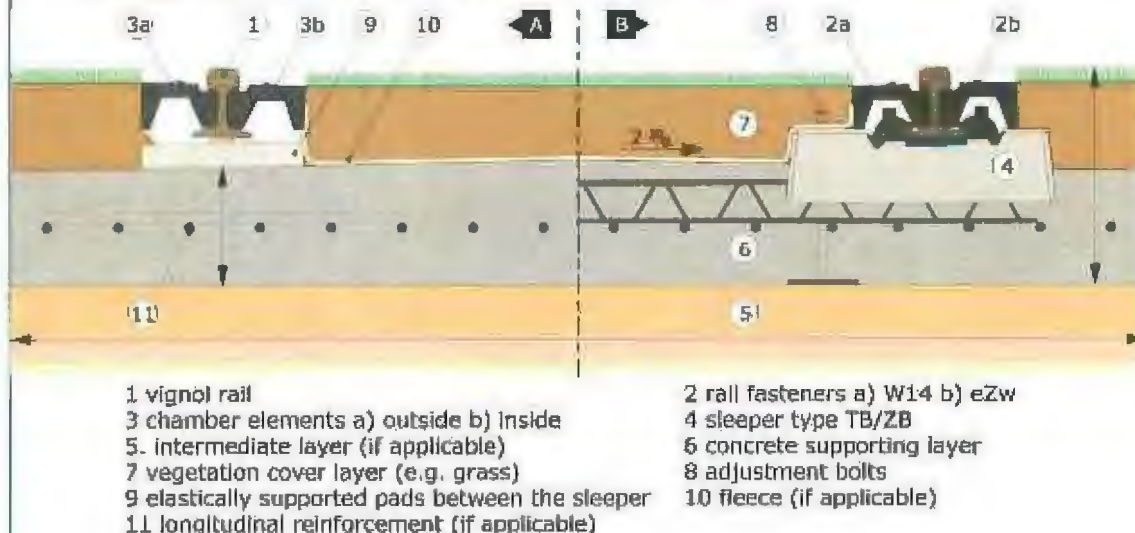 3a 1 3b 9 10 A B 8 2a 2b
7
2 %
4
6
11 5
1 vignol rail
2 rail fasteners a) W14 b) eZw
3 chamber elements a) outside b) inside
4 sleeper type TB/ZB
5. intermediate layer (if applicable)
6 concrete supporting layer
7 vegetation cover layer (e.g. grass)
8 adjustment bolts
9 elastically supported pads between the sleeper
10 fleece (if applicable)
11 longitudinal reinforcement (if applicable)